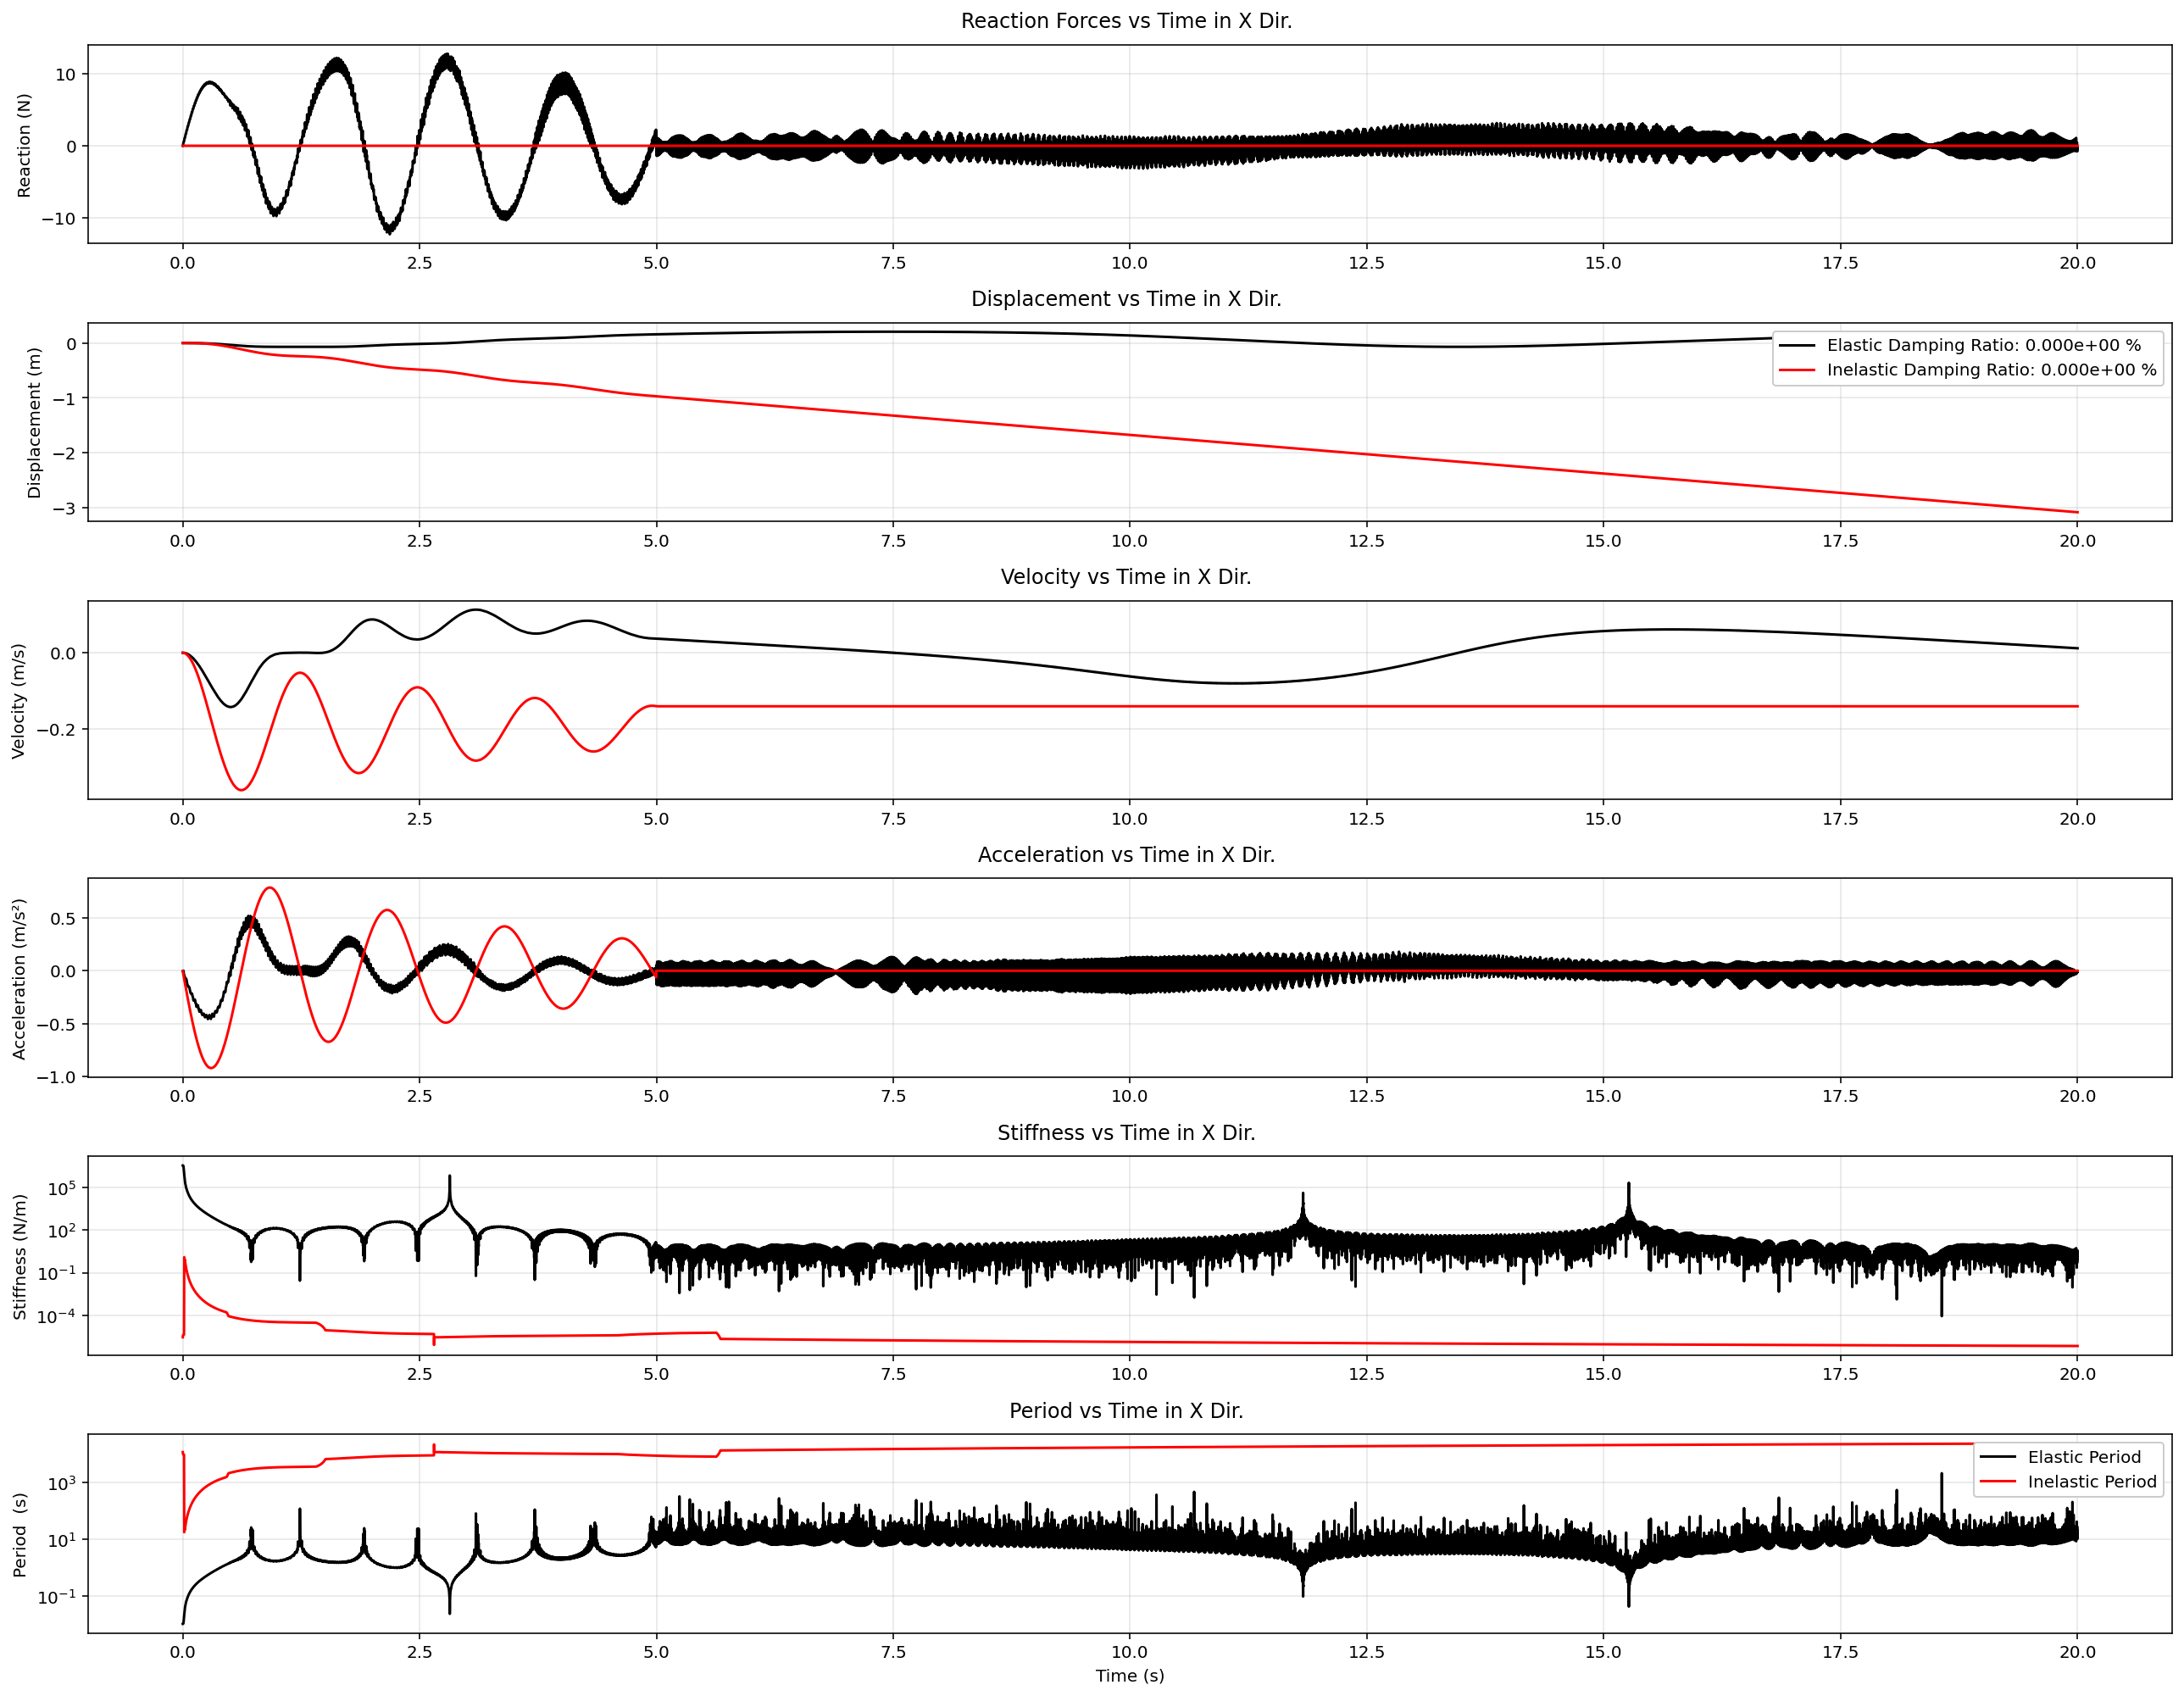 Reaction Forces vs Time in X Dir.
Reaction (N)
10
0
−10
0.0 2.5 5.0 7.5 10.0 12.5 15.0 17.5 20.0
Displacement vs Time in X Dir.
Displacement (m)
0
−1
−2
−3
Elastic Damping Ratio: 0.000e+00 %
Inelastic Damping Ratio: 0.000e+00 %
0.0 2.5 5.0 7.5 10.0 12.5 15.0 17.5 20.0
Velocity vs Time in X Dir.
Velocity (m/s)
0.0
−0.2
0.0 2.5 5.0 7.5 10.0 12.5 15.0 17.5 20.0
Acceleration vs Time in X Dir.
Acceleration (m/s²)
0.5
0.0
−0.5
−1.0
0.0 2.5 5.0 7.5 10.0 12.5 15.0 17.5 20.0
Stiffness vs Time in X Dir.
Stiffness (N/m)
10⁵
10²
10⁻¹
10⁻⁴
0.0 2.5 5.0 7.5 10.0 12.5 15.0 17.5 20.0
Period vs Time in X Dir.
Period (s)
10³
10¹
10⁻¹
Elastic Period
Inelastic Period
0.0 2.5 5.0 7.5 10.0 12.5 15.0 17.5 20.0
Time (s)